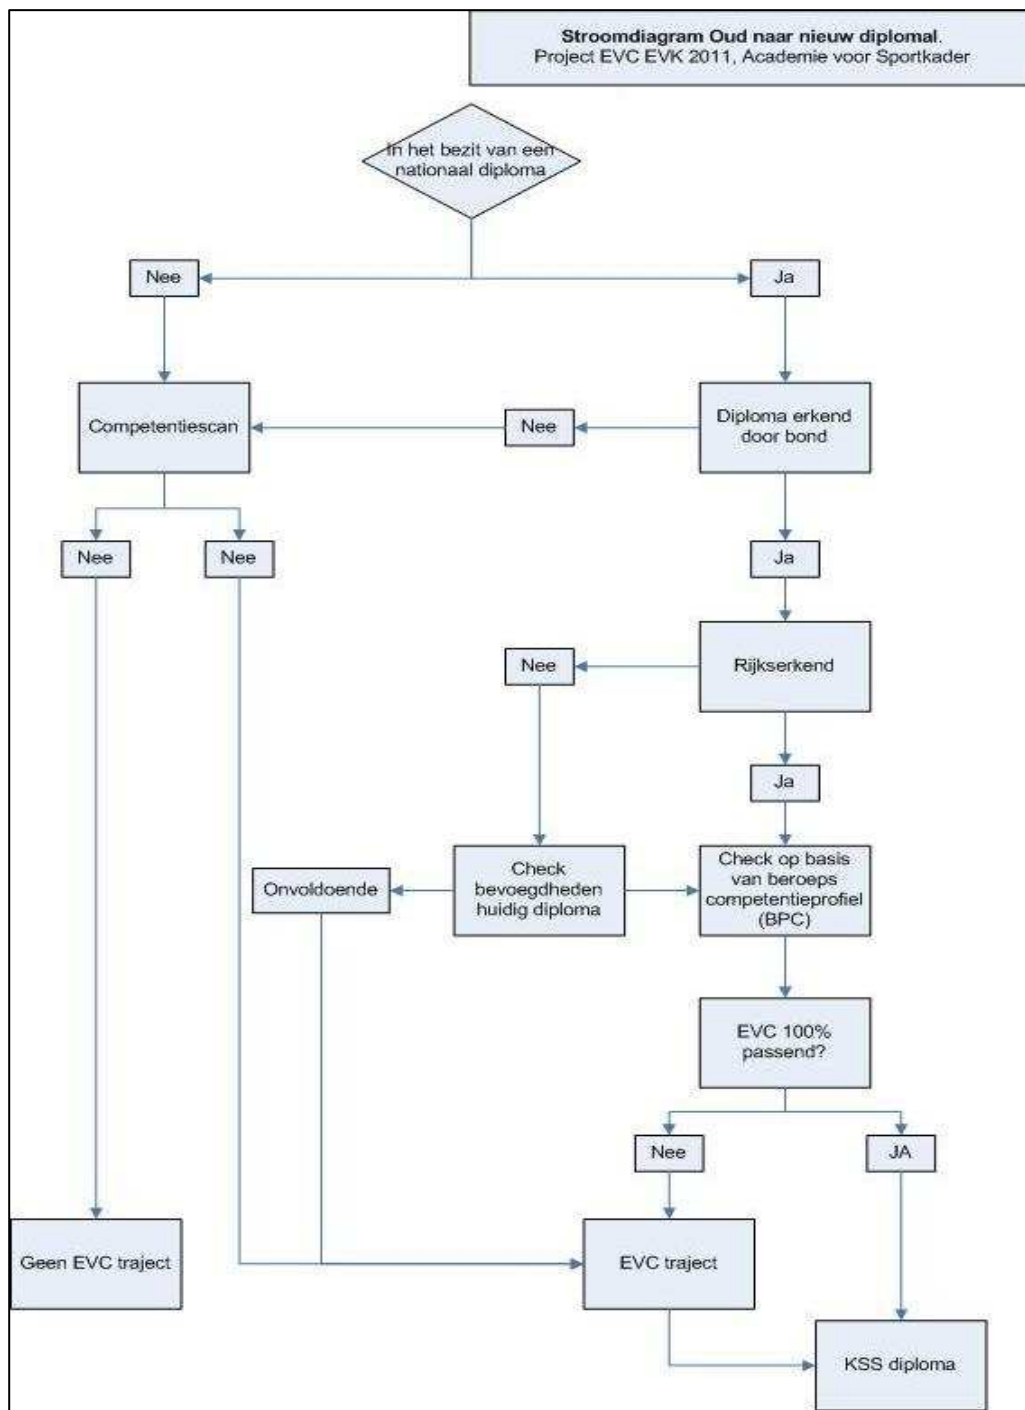 Stroomdiagram Oud naar nieuw diplomal.
Project EVC EVK 2011, Academie voor Sportkader
In het bezit van een
nationaal diploma
Nee
Ja
Competentiescan
Nee
Diploma erkend
door bond
Nee
Nee
Ja
Nee
Rijkserkend
Ja
Onvoldoende
Check
bevoegdheden
huidig diploma
Check op basis
van beroeps
competentieprofiel
(BPC)
EVC 100%
passend?
Nee
JA
Geen EVC traject
EVC traject
KSS diploma